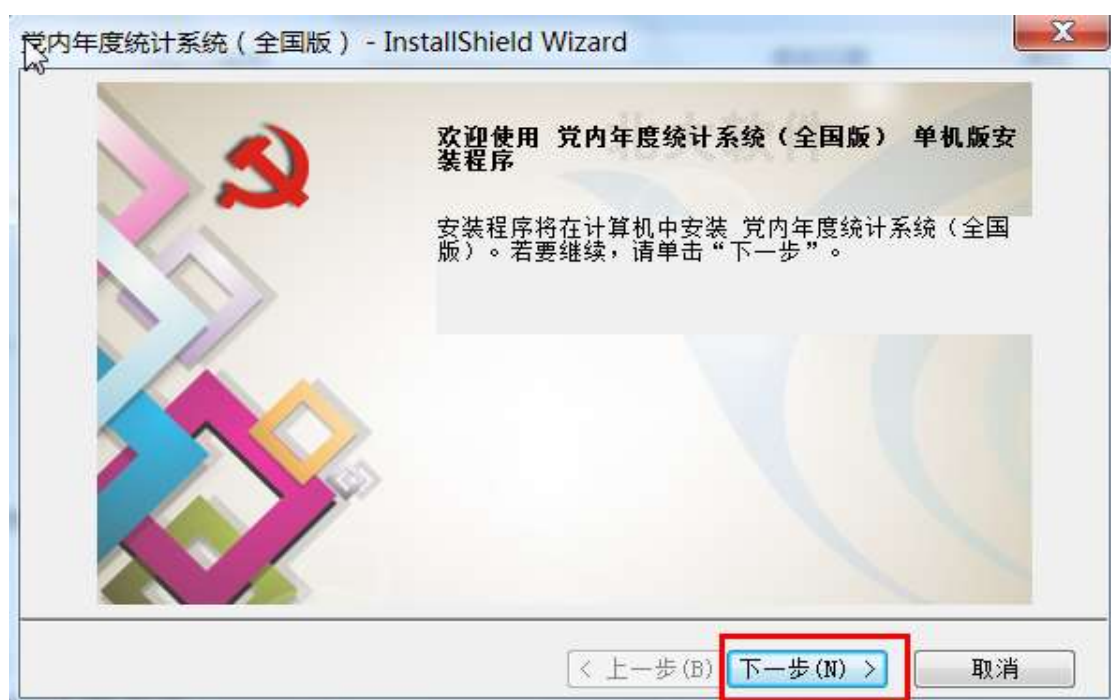 党内年度统计系统（全国版） - InstallShield Wizard
欢迎使用 党内年度统计系统（全国版） 单机版安
装程序
安装程序将在计算机中安装 党内年度统计系统（全国
版）。若要继续，请单击“下一步”。
< 上一步(B) 下一步(N) > 取消